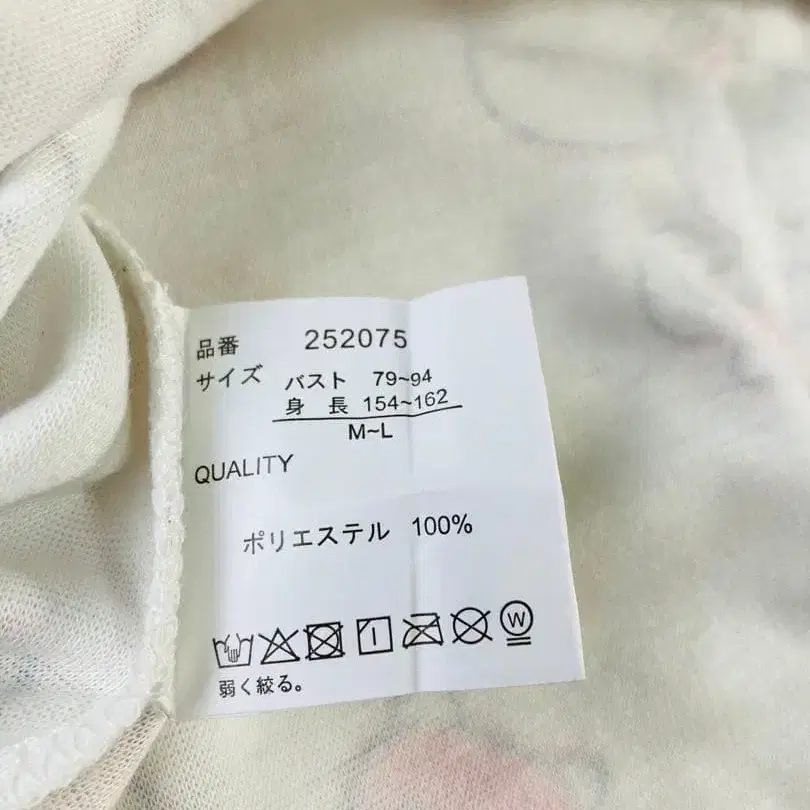 品番 252075
サイズ バスト 79~94
身 長 154~162
M~L
QUALITY
ポリエステル 100%
W
弱く絞る。